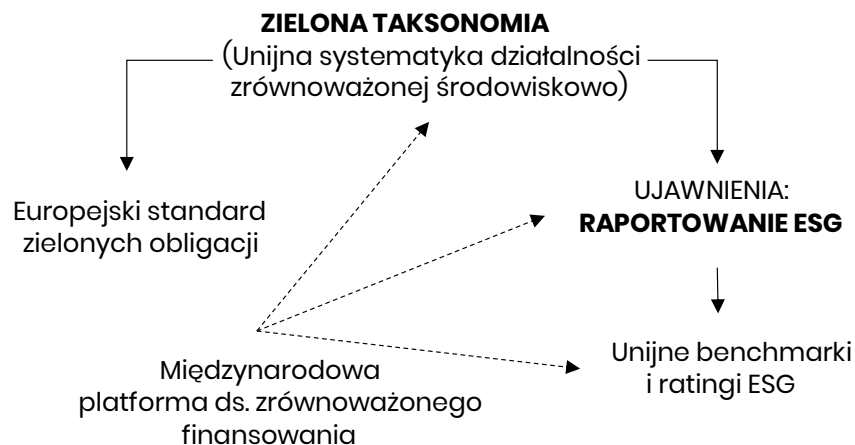 ZIELONA TAKSONOMIA
(Unijna systematyka działalności
zrównoważonej środowiskowo)
Europejski standard
zielonych obligacji
UJAWNIENIA:
RAPORTOWANIE ESG
Unijne benchmarki
i ratingi ESG
Międzynarodowa
platforma ds. zrównoważonego
finansowania